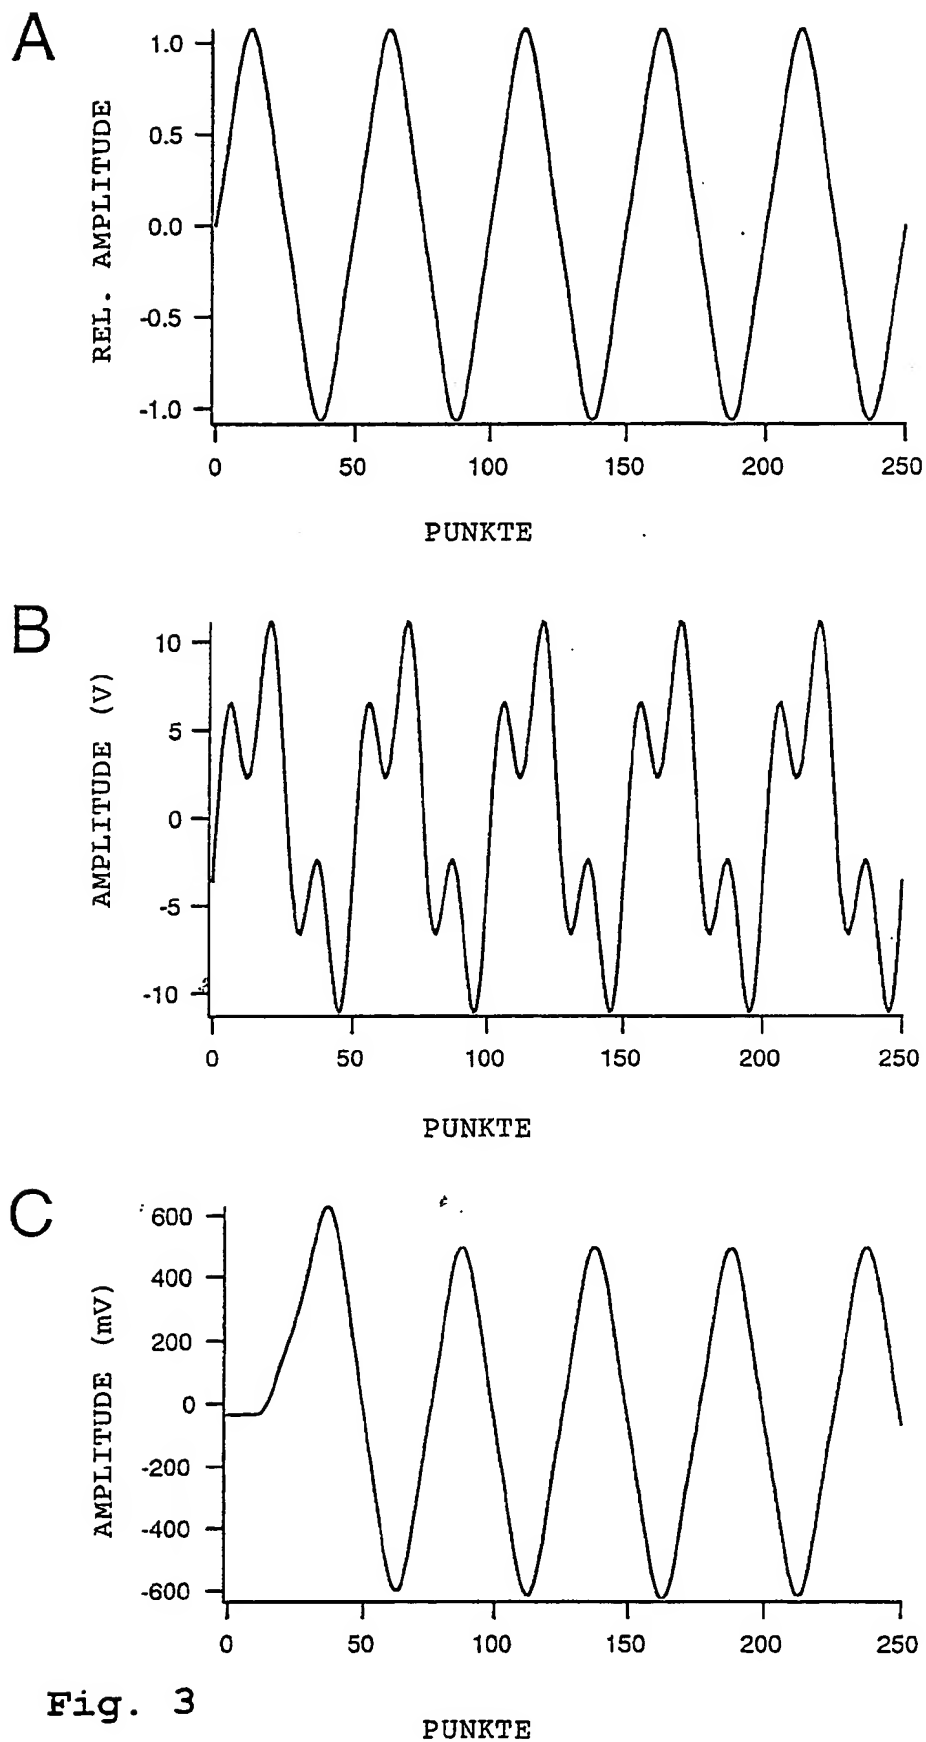 A
REL. AMPLITUDE
1.0
0.5
0.0
-0.5
-1.0
0 50 100 150 200 250
PUNKTE
B
AMPLITUDE (V)
10
5
0
-5
-10
0 50 100 150 200 250
PUNKTE
C
AMPLITUDE (mV)
600
400
200
0
-200
-400
-600
0 50 100 150 200 250
Fig. 3
PUNKTE